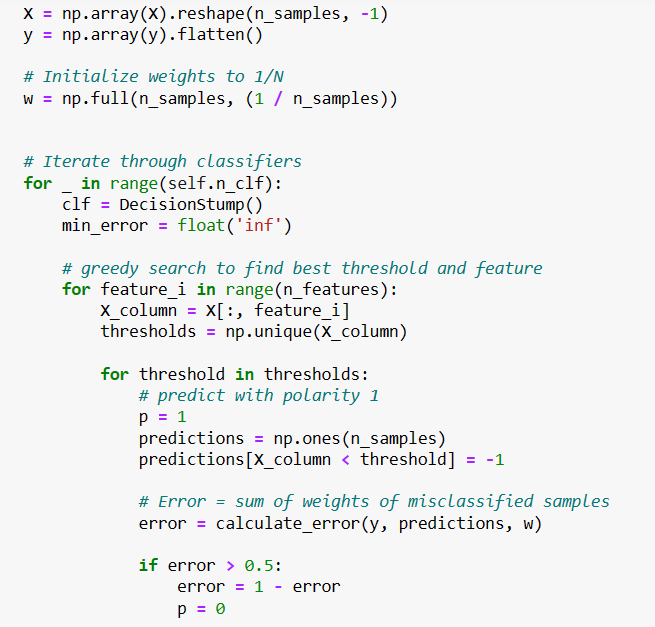 X = np.array(X).reshape(n_samples, -1)
y = np.array(y).flatten()

# Initialize weights to 1/N
w = np.full(n_samples, (1 / n_samples))


# Iterate through classifiers
for _ in range(self.n_clf):
    clf = DecisionStump()
    min_error = float('inf')

    # greedy search to find best threshold and feature
    for feature_i in range(n_features):
        X_column = X[:, feature_i]
        thresholds = np.unique(X_column)

        for threshold in thresholds:
            # predict with polarity 1
            p = 1
            predictions = np.ones(n_samples)
            predictions[X_column < threshold] = -1

            # Error = sum of weights of misclassified samples
            error = calculate_error(y, predictions, w)

            if error > 0.5:
                error = 1 - error
                p = 0